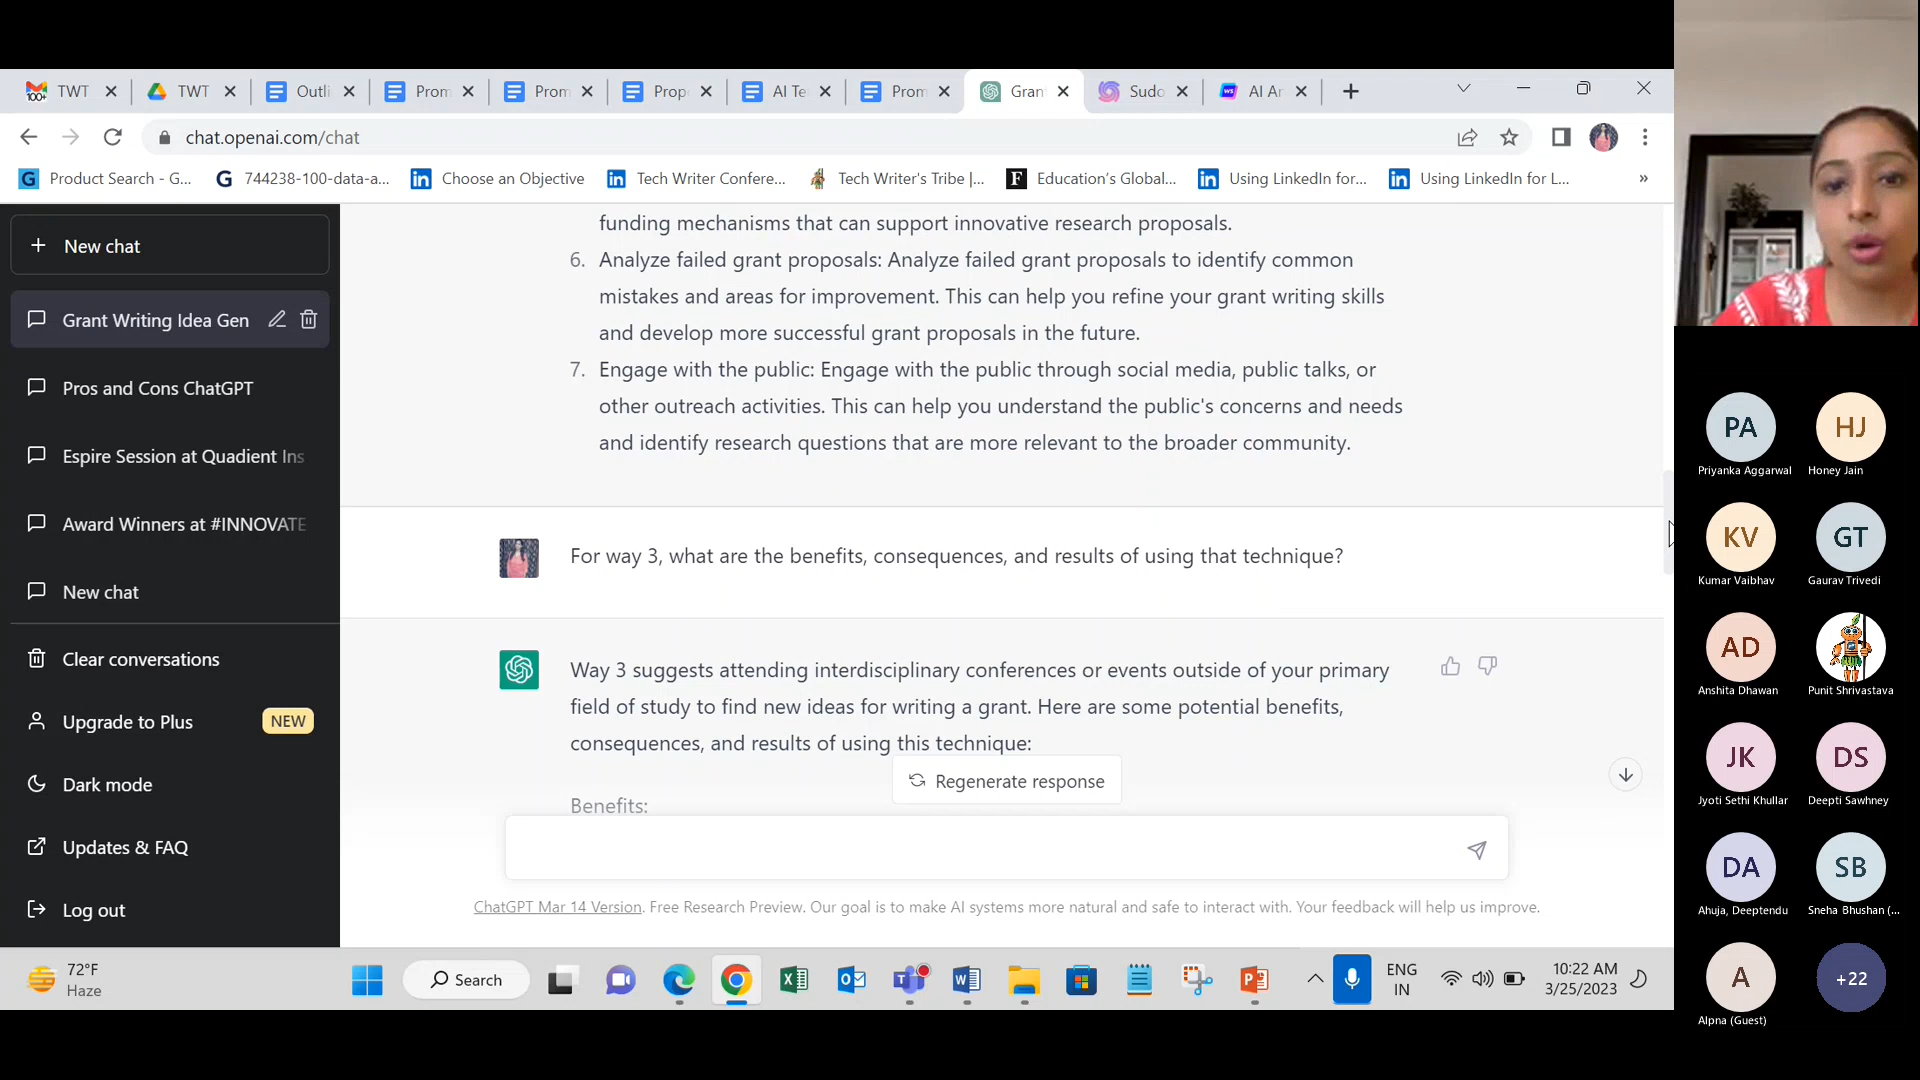 TWT
TWT
Outli
Prom
Prom
Prop
AI Te
Prom
Gran
Sudo
AI Ar
chat.openai.com/chat
Product Search - G...
744238-100-data-a...
Choose an Objective
Tech Writer Confere...
Tech Writer's Tribe |...
Education's Global...
Using LinkedIn for...
Using LinkedIn for L...
»
New chat
Grant Writing Idea Gen
Pros and Cons ChatGPT
Espire Session at Quadient Ins
Award Winners at #INNOVATE
New chat
Clear conversations
Upgrade to Plus NEW
Dark mode
Updates & FAQ
Log out
funding mechanisms that can support innovative research proposals.
6. Analyze failed grant proposals: Analyze failed grant proposals to identify common
mistakes and areas for improvement. This can help you refine your grant writing skills
and develop more successful grant proposals in the future.
7. Engage with the public: Engage with the public through social media, public talks, or
other outreach activities. This can help you understand the public's concerns and needs
and identify research questions that are more relevant to the broader community.
For way 3, what are the benefits, consequences, and results of using that technique?
Way 3 suggests attending interdisciplinary conferences or events outside of your primary
field of study to find new ideas for writing a grant. Here are some potential benefits,
consequences, and results of using this technique:
Regenerate response
Benefits:
ChatGPT Mar 14 Version. Free Research Preview. Our goal is to make AI systems more natural and safe to interact with. Your feedback will help us improve.
72°F
Haze
Search
ENG
IN
10:22 AM
3/25/2023
PA
Priyanka Aggarwal
HJ
Honey Jain
KV
Kumar Vaibhav
GT
Gaurav Trivedi
AD
Anshita Dhawan
Punit Shrivastava
JK
Jyoti Sethi Khullar
DS
Deepti Sawhney
DA
Ahuja, Deeptendu
SB
Sneha Bhushan (...
A
Alpna (Guest)
+22